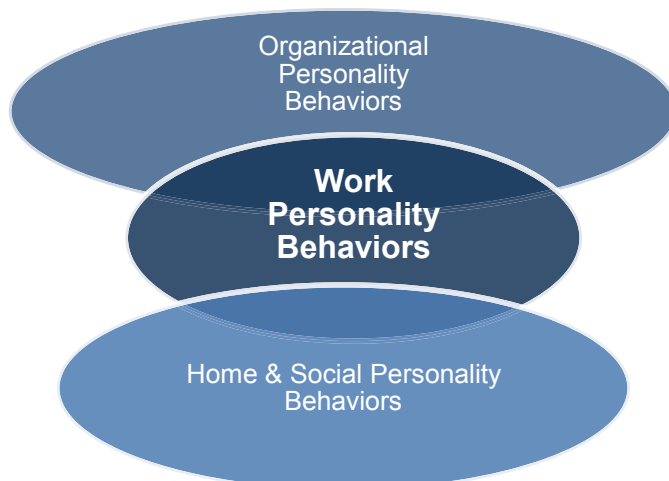 Organizational
Personality
Behaviors
Work
Personality
Behaviors
Home & Social Personality
Behaviors